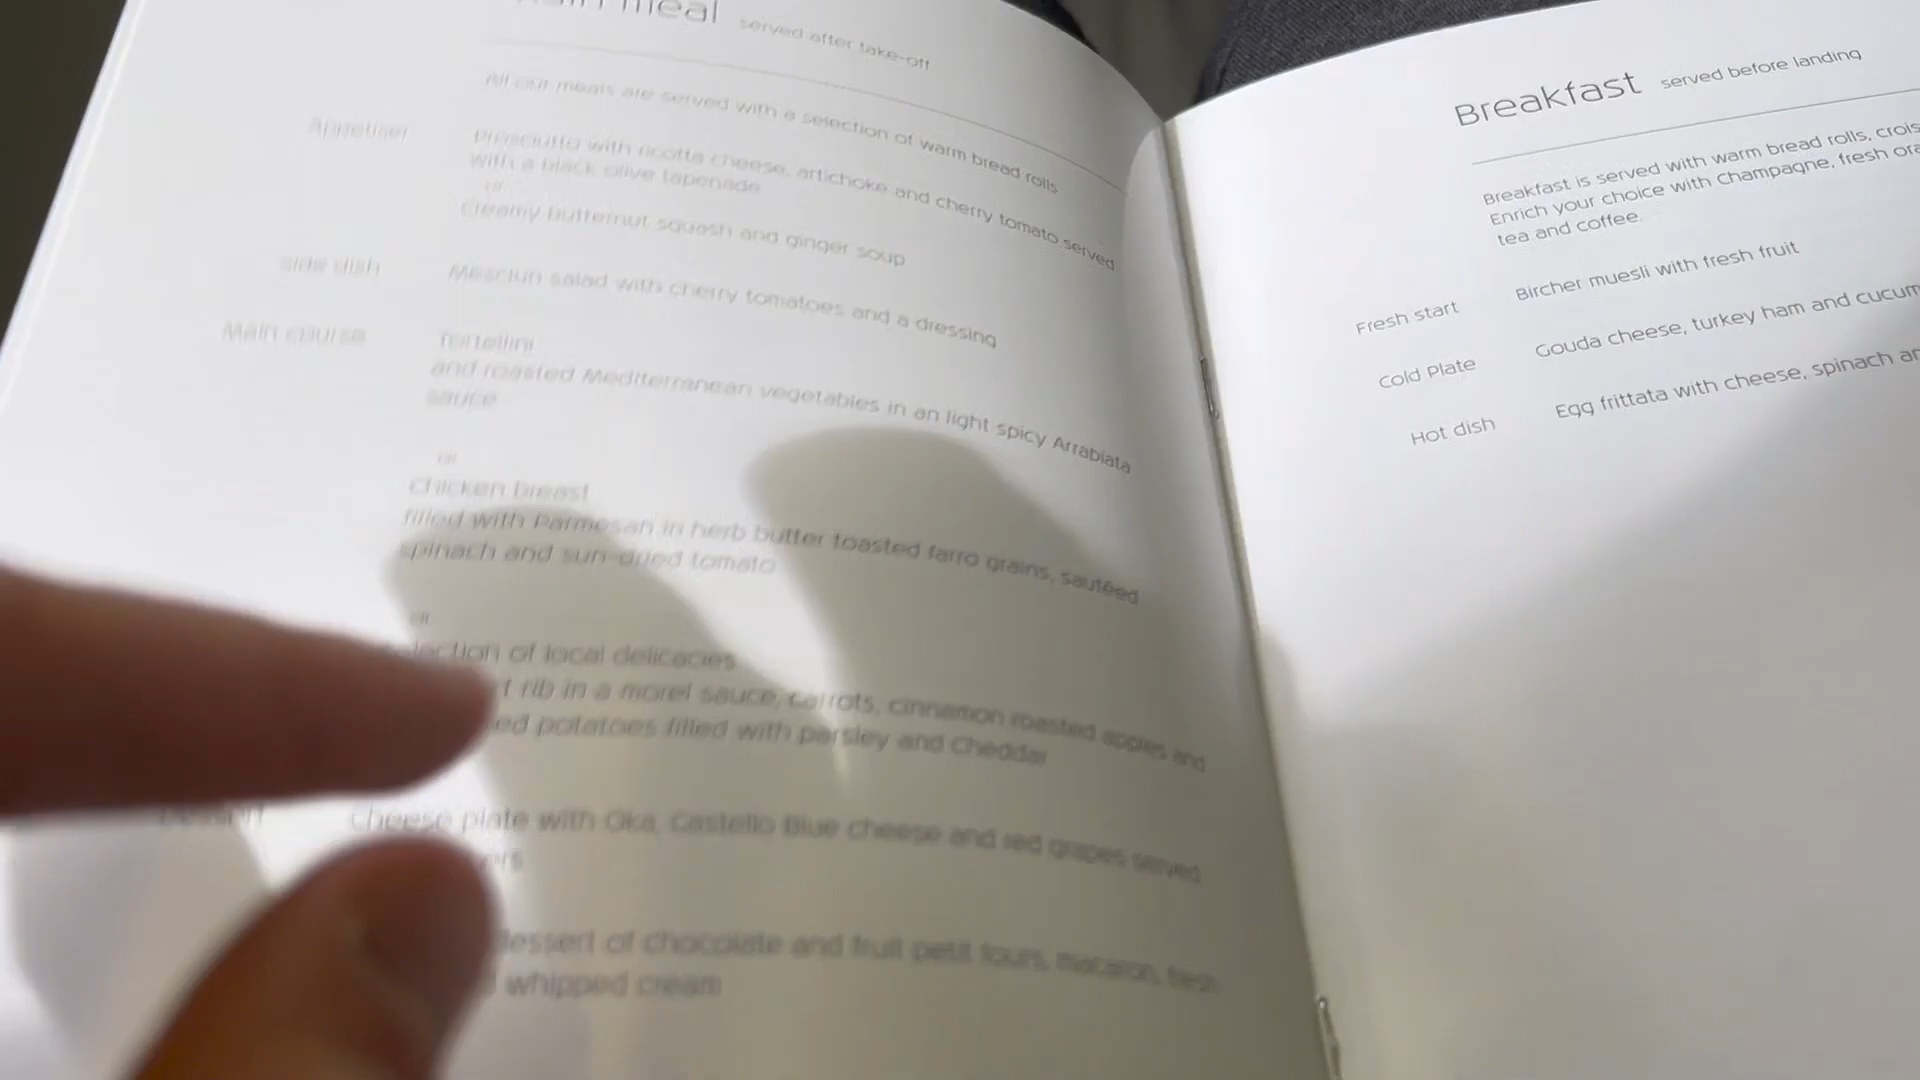 meal served after take-off
All our meals are served with a selection of warm bread rolls
Appetiser
Prosciutto with ricotta cheese, artichoke and cherry tomato served
with a black olive tapenade
or
Creamy butternut squash and ginger soup
Side dish
Mesclun salad with cherry tomatoes and a dressing
Main course
Tortellini
and roasted Mediterranean vegetables in an light spicy Arrabiata
sauce
or
Chicken breast
filled with Parmesan in herb butter toasted farro grains, sautéed
spinach and sun-dried tomato
or
of local delicacies
rib in a morel sauce, carrots, cinnamon roasted apples and
potatoes filled with parsley and Cheddar
Dessert
Cheese plate with Oka, Castello Blue cheese and red grapes served
dessert of chocolate and fruit petit fours, macaron, fresh
whipped cream
Breakfast served before landing
Breakfast is served with warm bread rolls,
Enrich your choice with Champagne, fresh
tea and coffee.
Fresh start
Bircher muesli with fresh fruit
Cold Plate
Gouda cheese, turkey ham and
Hot dish
Egg frittata with cheese, spinach